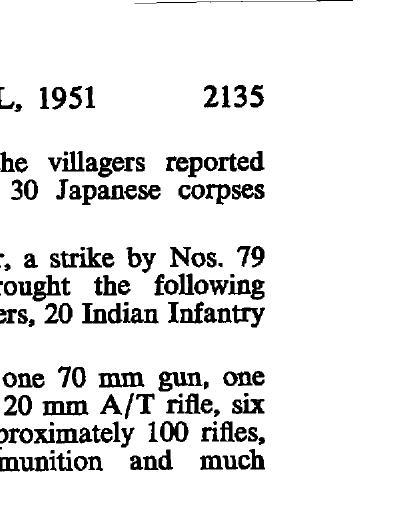 L, 1951 2135
he villagers reported
30 Japanese corpses
r, a strike by Nos. 79
rought the following
ers, 20 Indian Infantry
one 70 mm gun, one
20 mm A/T rifle, six
proximately 100 rifles,
munition and much